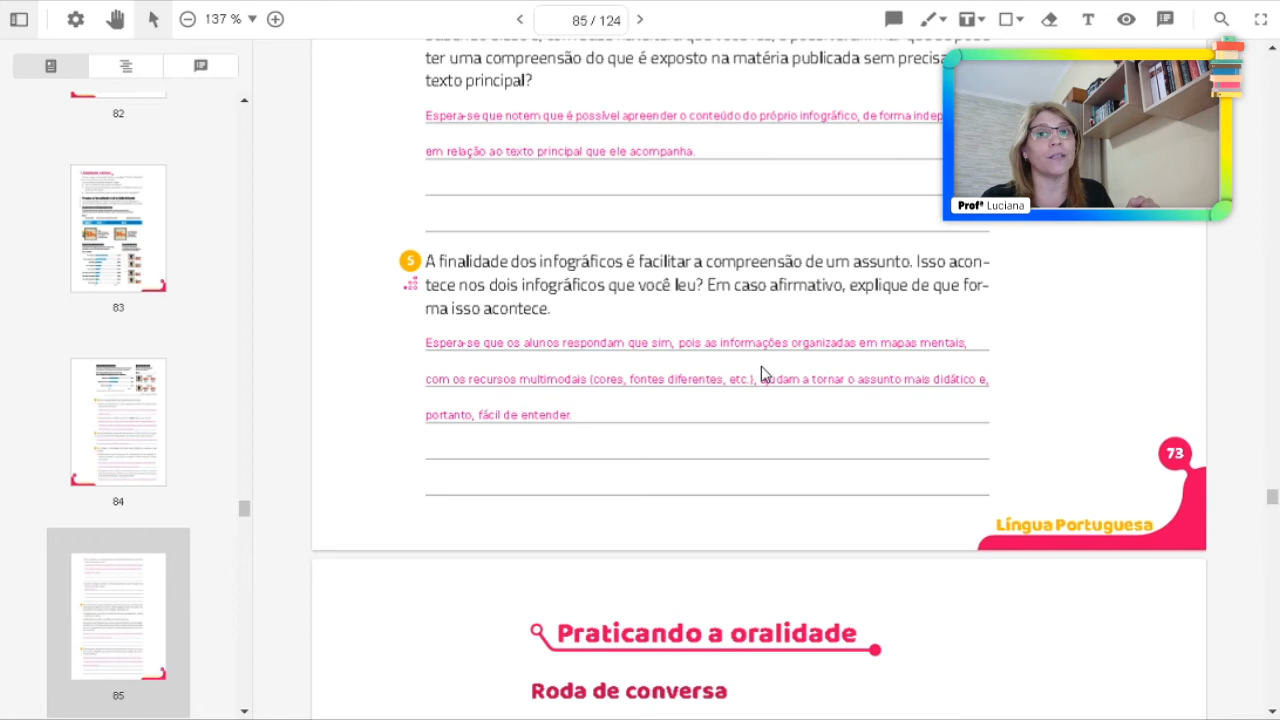 137 %
85 / 124
82
83
84
85
ter uma compreensão do que é exposto na matéria publicada sem precisa
texto principal?
Espera-se que notem que é possível apreender o conteúdo do próprio infográfico, de forma indep
em relação ao texto principal que ele acompanha.
Profª Luciana
5 A finalidade dos infográficos é facilitar a compreensão de um assunto. Isso acon-
tece nos dois infográficos que você leu? Em caso afirmativo, explique de que for-
ma isso acontece.
Espera-se que os alunos respondam que sim, pois as informações organizadas em mapas mentais,
com os recursos multimodais (cores, fontes diferentes, etc.), ajudam a tornar o assunto mais didático e,
portanto, fácil de entender.
73
Língua Portuguesa
Praticando a oralidade
Roda de conversa